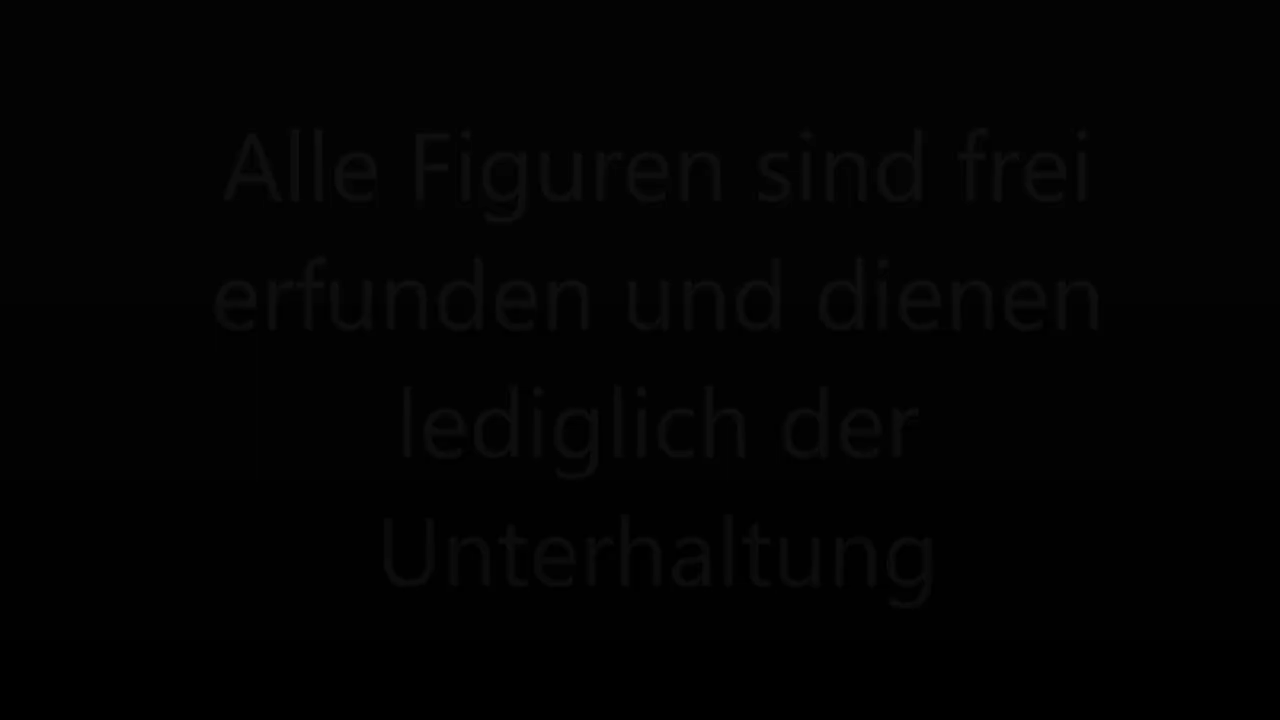 Alle Figuren sind frei
erfunden und dienen
lediglich der
Unterhaltung